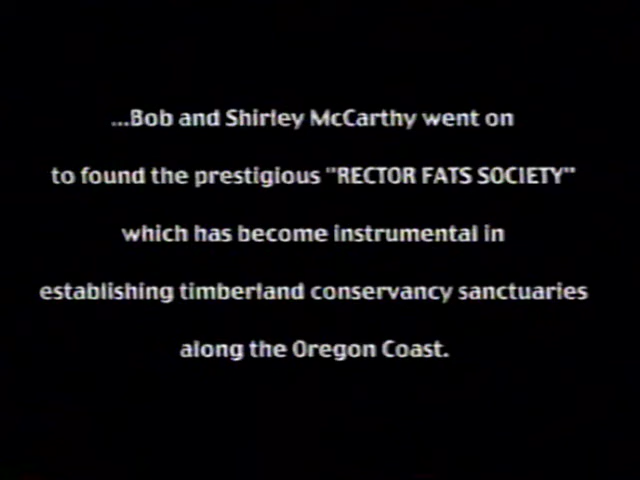 ...Bob and Shirley McCarthy went on
to found the prestigious "RECTOR FATS SOCIETY"
which has become instrumental in
establishing timberland conservancy sanctuaries
along the Oregon Coast.